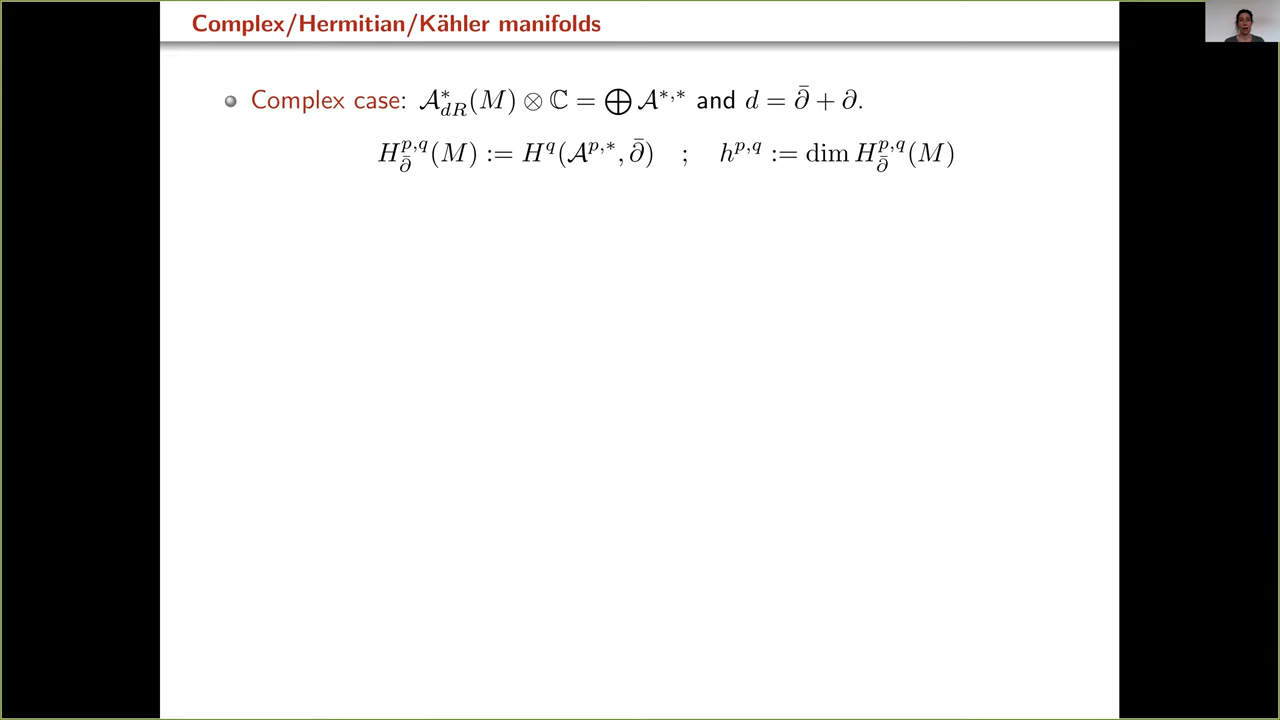 Complex/Hermitian/Kähler manifolds
Complex case: $\mathcal{A}^*_{dR}(M) \otimes \mathbb{C} = \bigoplus \mathcal{A}^{*,*}$ and $d = \bar{\partial} + \partial$.
$H^{p,q}_{\bar{\partial}}(M) := H^q(\mathcal{A}^{p,*}, \bar{\partial})$ ; $h^{p,q} := \dim H^{p,q}_{\bar{\partial}}(M)$